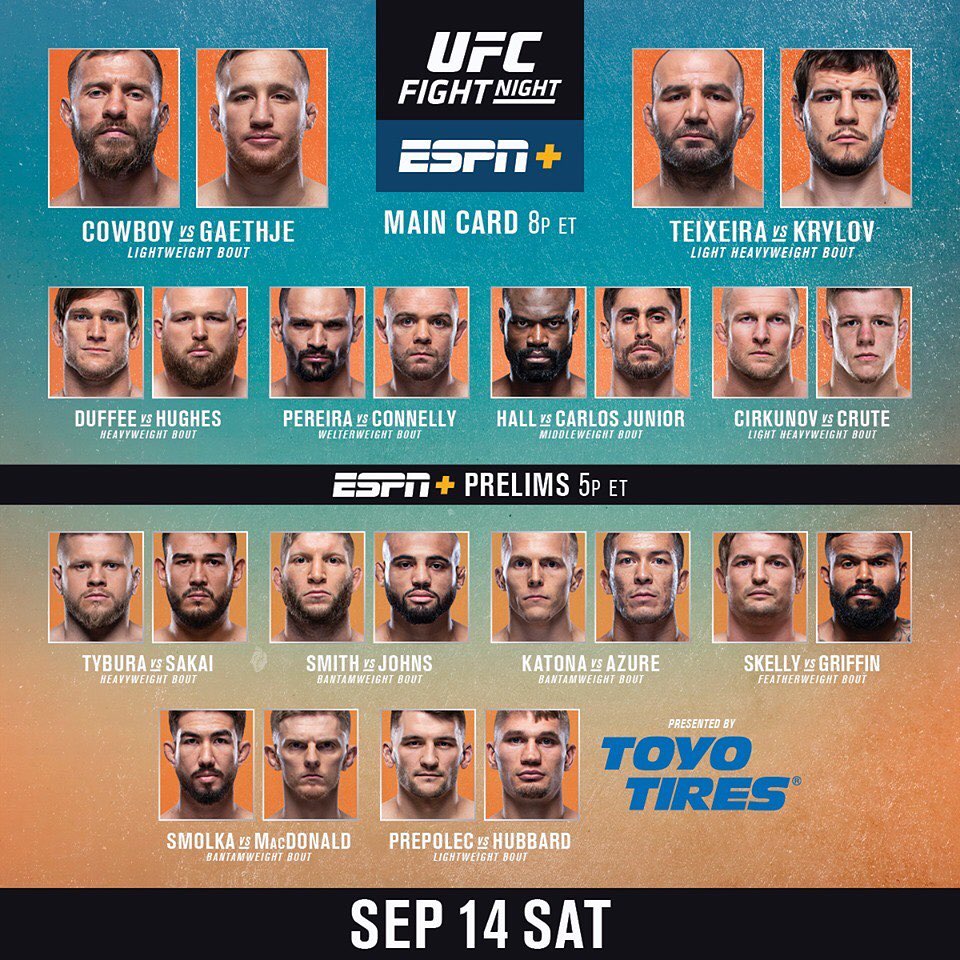 UFC
FIGHT NIGHT
ESPN+
MAIN CARD 8P ET
COWBOY vs GAETHJE
LIGHTWEIGHT BOUT
TEIXEIRA vs KRYLOV
LIGHT HEAVYWEIGHT BOUT
DUFFEE vs HUGHES
HEAVYWEIGHT BOUT
PEREIRA vs CONNELLY
WELTERWEIGHT BOUT
HALL vs CARLOS JUNIOR
MIDDLEWEIGHT BOUT
CIRKUNOV vs CRUTE
LIGHT HEAVYWEIGHT BOUT
ESPN+ PRELIMS 5P ET
TYBURA vs SAKAI
HEAVYWEIGHT BOUT
SMITH vs JOHNS
BANTAMWEIGHT BOUT
KATONA vs AZURE
BANTAMWEIGHT BOUT
SKELLY vs GRIFFIN
FEATHERWEIGHT BOUT
SMOLKA vs MacDONALD
BANTAMWEIGHT BOUT
PREPOLEC vs HUBBARD
LIGHTWEIGHT BOUT
PRESENTED BY
TOYO
TIRES®
SEP 14 SAT